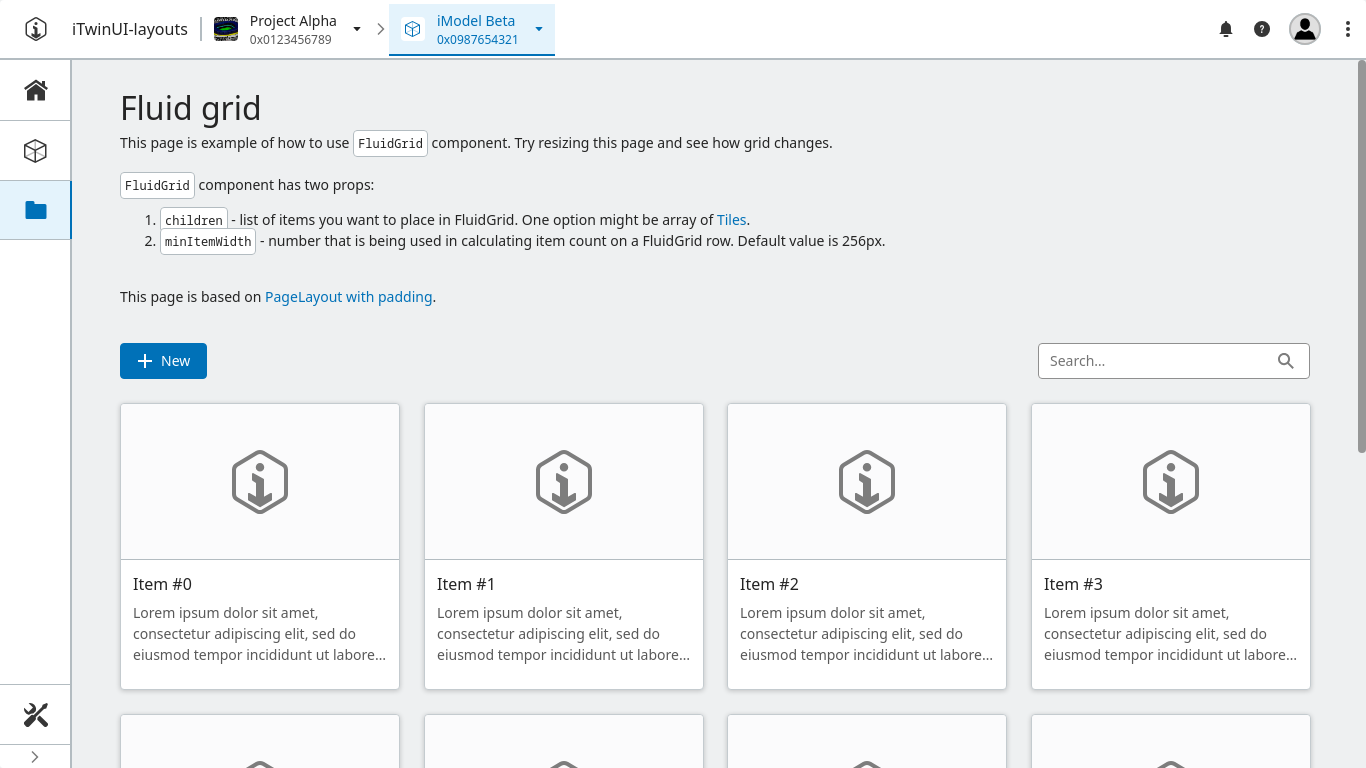 iTwinUI-layouts
Project Alpha
0x0123456789
iModel Beta
0x0987654321
Fluid grid
This page is example of how to use FluidGrid component. Try resizing this page and see how grid changes.
FluidGrid component has two props:
1. children - list of items you want to place in FluidGrid. One option might be array of Tiles.
2. minItemWidth - number that is being used in calculating item count on a FluidGrid row. Default value is 256px.
This page is based on PageLayout with padding.
New
Search...
Item #0
Lorem ipsum dolor sit amet,
consectetur adipiscing elit, sed do
eiusmod tempor incididunt ut labore...
Item #1
Lorem ipsum dolor sit amet,
consectetur adipiscing elit, sed do
eiusmod tempor incididunt ut labore...
Item #2
Lorem ipsum dolor sit amet,
consectetur adipiscing elit, sed do
eiusmod tempor incididunt ut labore...
Item #3
Lorem ipsum dolor sit amet,
consectetur adipiscing elit, sed do
eiusmod tempor incididunt ut labore...